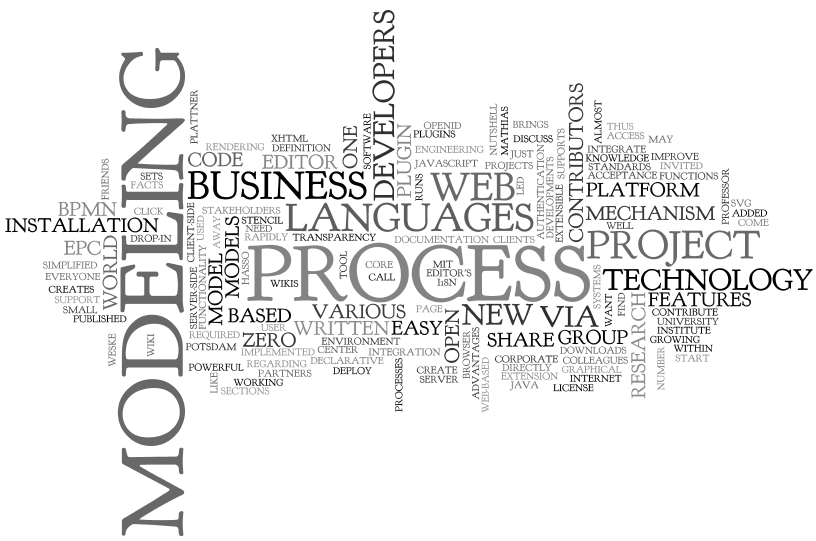 MODELING
PROCESS
BUSINESS
LANGUAGES
PROJECT
TECHNOLOGY
DEVELOPERS
WEB
NEW
VIA
PLATTNER
RENDERING
XHTML
DEFINITION
CODE
EDITOR
ONE
SOFTWARE
PLUGIN
OPENID
PLUGINS
ENGINEERING
JAVASCRIPT
PROJECTS
RUNS
NUTSHELL
MATHIAS
BRINGS
DISCUSS
JUST
LED
AUTHENTICATION
DEVELOPMENTS
EXTENSIBLE
SUPPORTS
CONTRIBUTORS
ALMOST
THUS
ACCESS
MAY
INTEGRATE
KNOWLEDGE
IMPROVE
STANDARDS
INVITED
ACCEPTANCE
FUNCTIONS
PLATFORM
PROFESSOR
SVG
ADDED
COME
MECHANISM
WELL
FRIENDS
SETS
FACTS
BPMN
CLICK
INSTALLATION
DROP-IN
EPC
WORLD
SIMPLIFIED
EVERYONE
CREATES
SUPPORT
SMALL
PUBLISHED
WESKE
WIKI
SERVER-SIDE
CLIENT-SIDE
FUNCTIONALITY
USED
MODEL
AWAY
MODELS
HASSO
STAKEHOLDERS
STENCIL
NEED
RAPIDLY
TRANSPARENCY
DOCUMENTATION
CLIENTS
WIKIS
TOOL
CORE
CALL
MIT
EDITOR'S
I18N
BASED
VARIOUS
PAGE
USER
WRITTEN
EASY
OPEN
REQUIRED
POTSDAM
ZERO
IMPLEMENTED
ENVIRONMENT
CENTER
INTEGRATION
POWERFUL
REGARDING
DECLARATIVE
PARTNERS
DEPLOY
LIKE
WORKING
SECTIONS
PROCESSES
CREATE
SERVER
BROWSER
ADVANTAGES
WEB-BASED
SHARE
GROUP
CORPORATE
DOWNLOADS
COLLEAGUES
DIRECTLY
GRAPHICAL
EXTENSION
INTERNET
JAVA
LICENSE
SYSTEMS
WANT
FIND
RESEARCH
FEATURES
CONTRIBUTE
UNIVERSITY
INSTITUTE
GROWING
WITHIN
START
NUMBER